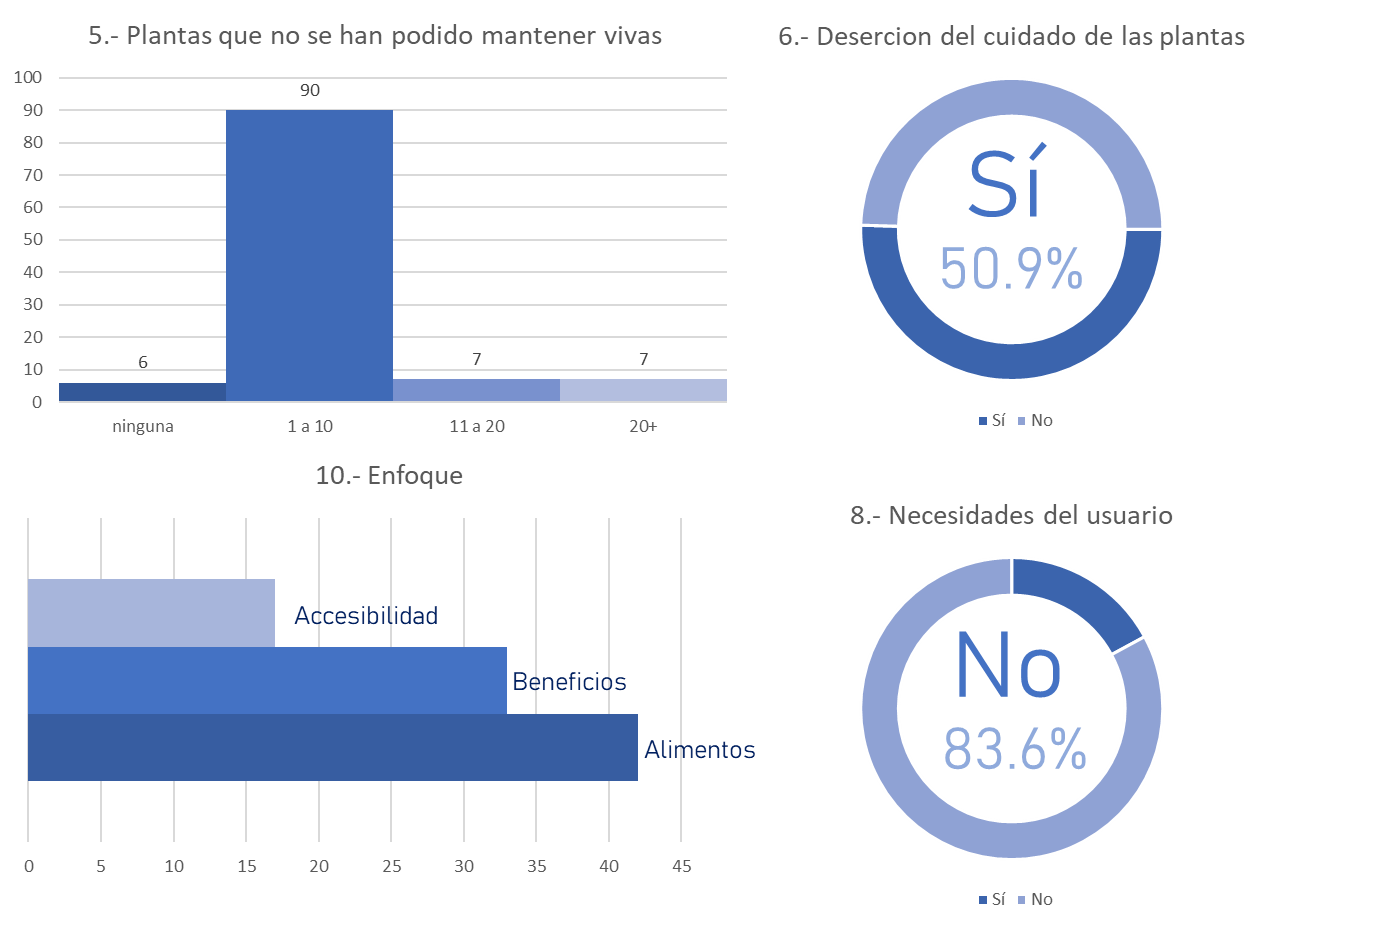 5.- Plantas que no se han podido mantener vivas
100
90
80
70
60
50
40
30
20
10
0
6
90
7
7
ninguna
1 a 10
11 a 20
20+
6.- Desercion del cuidado de las plantas
Sí
50.9%
Sí No
10.- Enfoque
Accesibilidad
Beneficios
Alimentos
0 5 10 15 20 25 30 35 40 45
8.- Necesidades del usuario
No
83.6%
Sí No